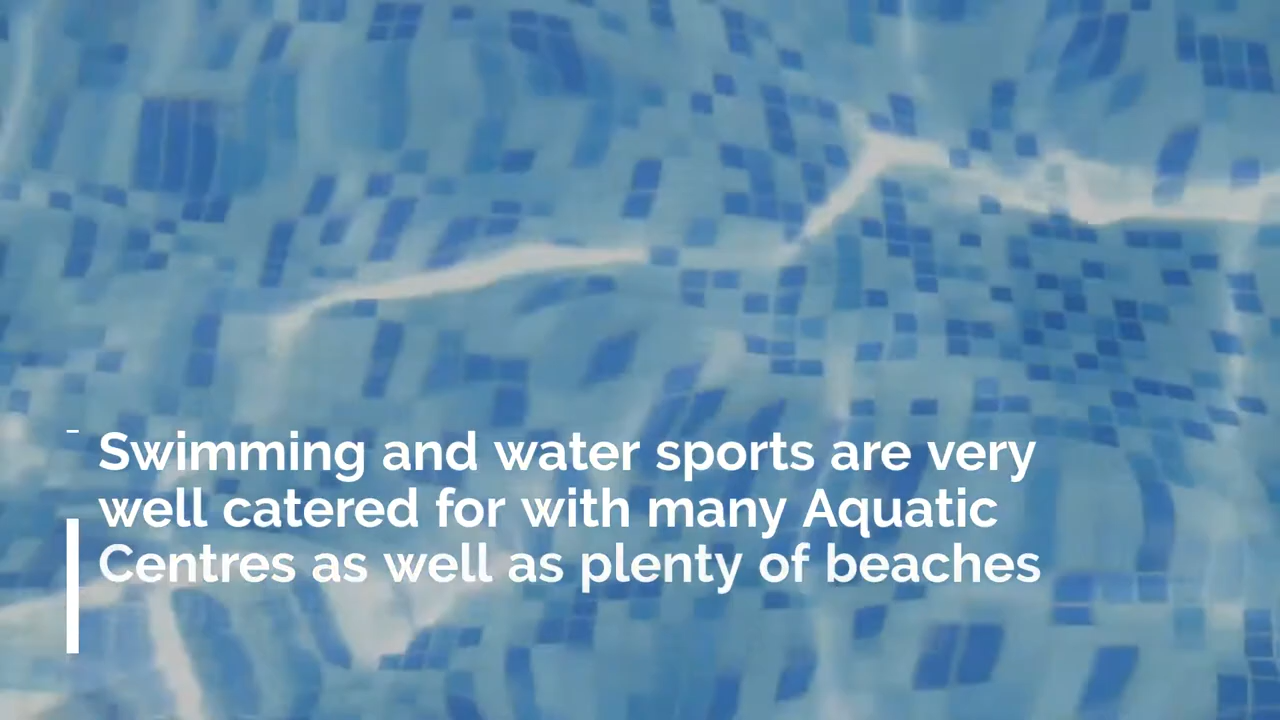 Swimming and water sports are very
well catered for with many Aquatic
Centres as well as plenty of beaches